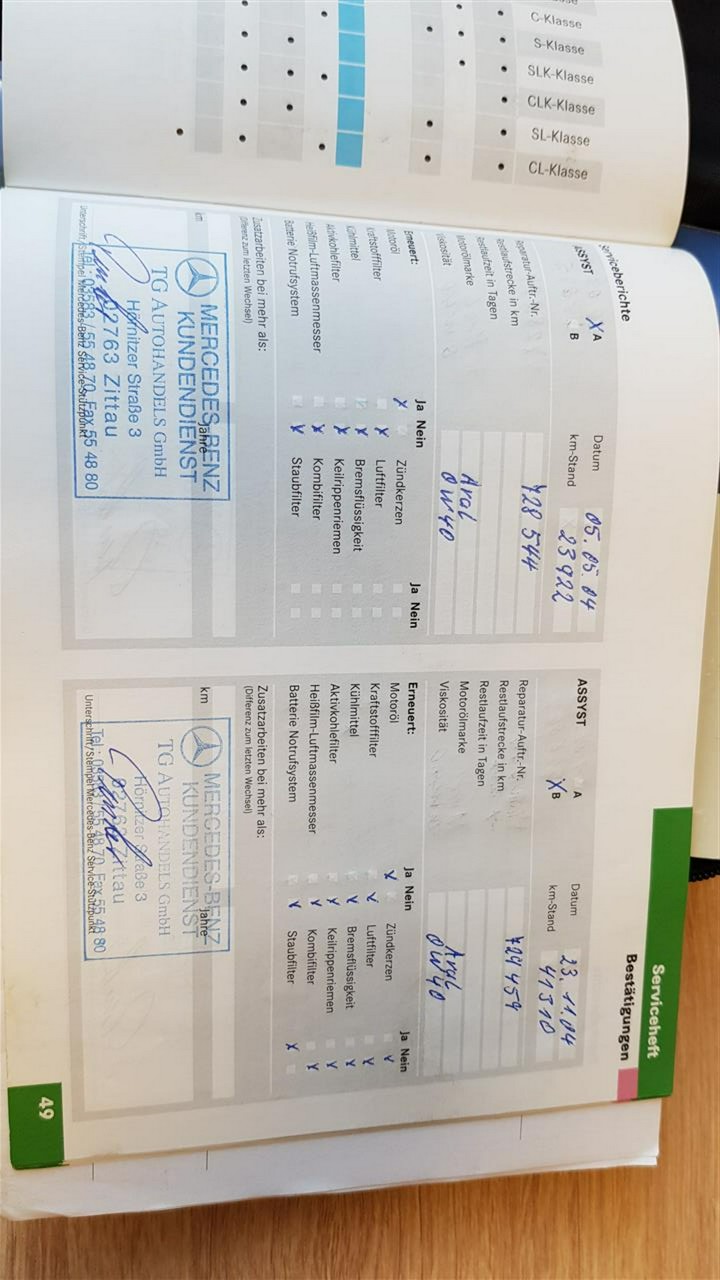 C-Klasse
S-Klasse
SLK-Klasse
CLK-Klasse
SL-Klasse
CL-Klasse
Serviceheft
Bestätigungen
Serviceberichte
ASSYST
X A
B
Datum 05.05.04
km-Stand 23922
Reparatur-Auftr.-Nr. 428 544
Restlaufstrecke in km
Restlaufzeit in Tagen
Motorölmarke Aral
Viskosität 0W40
Erneuert: Ja Nein Ja Nein
Motoröl Zündkerzen
Kraftstofffilter Luftfilter
Kühlmittel Bremsflüssigkeit
Aktivkohlefilter Keilrippenriemen
Heißfilm-Luftmassenmesser Kombifilter
Batterie Notrufsystem Staubfilter
Zusatzarbeiten bei mehr als:
(Differenz zum letzten Wechsel)
km Jahre
MERCEDES-BENZ
KUNDENDIENST
TG AUTOHANDELS GmbH
Hörnitzer Straße 3
02763 Zittau
Tel.: 03583 / 55 48 70, Fax 55 48 80
Unterschrift/Stempel Mercedes-Benz Service-Stützpunkt
ASSYST
A
X B
Datum 23.11.04
km-Stand 41310
Reparatur-Auftr.-Nr. 429 459
Restlaufstrecke in km
Restlaufzeit in Tagen
Motorölmarke Aral
Viskosität 0W40
Erneuert: Ja Nein Ja Nein
Motoröl Zündkerzen
Kraftstofffilter Luftfilter
Kühlmittel Bremsflüssigkeit
Aktivkohlefilter Keilrippenriemen
Heißfilm-Luftmassenmesser Kombifilter
Batterie Notrufsystem Staubfilter
Zusatzarbeiten bei mehr als:
(Differenz zum letzten Wechsel)
km Jahre
MERCEDES-BENZ
KUNDENDIENST
TG AUTOHANDELS GmbH
Hörnitzer Straße 3
02763 Zittau
Tel.: 03583 / 55 48 70, Fax 55 48 80
Unterschrift/Stempel Mercedes-Benz Service-Stützpunkt
49